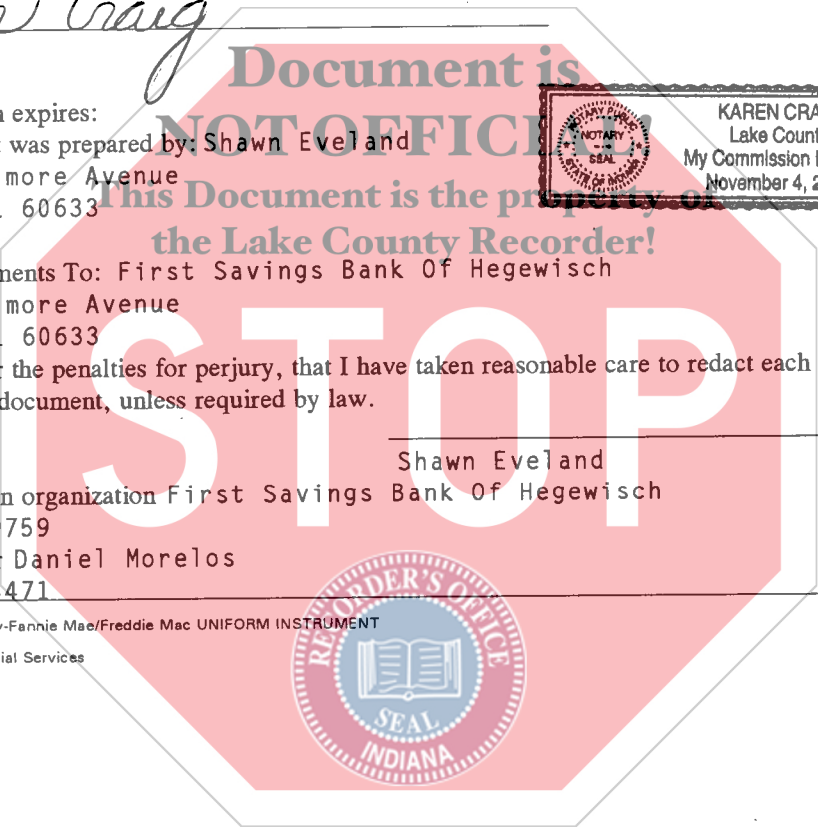 Craig
Document is
expires:
NOT OFFICIAL!
was prepared by: Shawn Eveland
more Avenue
This Document is the property of
60633
the Lake County Recorder!
NOTARY PUBLIC
NOTARY
SEAL
STATE OF INDIANA
KAREN CRA
Lake Count
My Commission
November 4, 2
ments To: First Savings Bank Of Hegewisch
more Avenue
60633
the penalties for perjury, that I have taken reasonable care to redact each
document, unless required by law.
STOP
Shawn Eveland
n organization First Savings Bank Of Hegewisch
759
Daniel Morelos
471
-Fannie Mae/Freddie Mac UNIFORM INSTRUMENT
ial Services
RECORDER'S OFFICE
SEAL
INDIANA